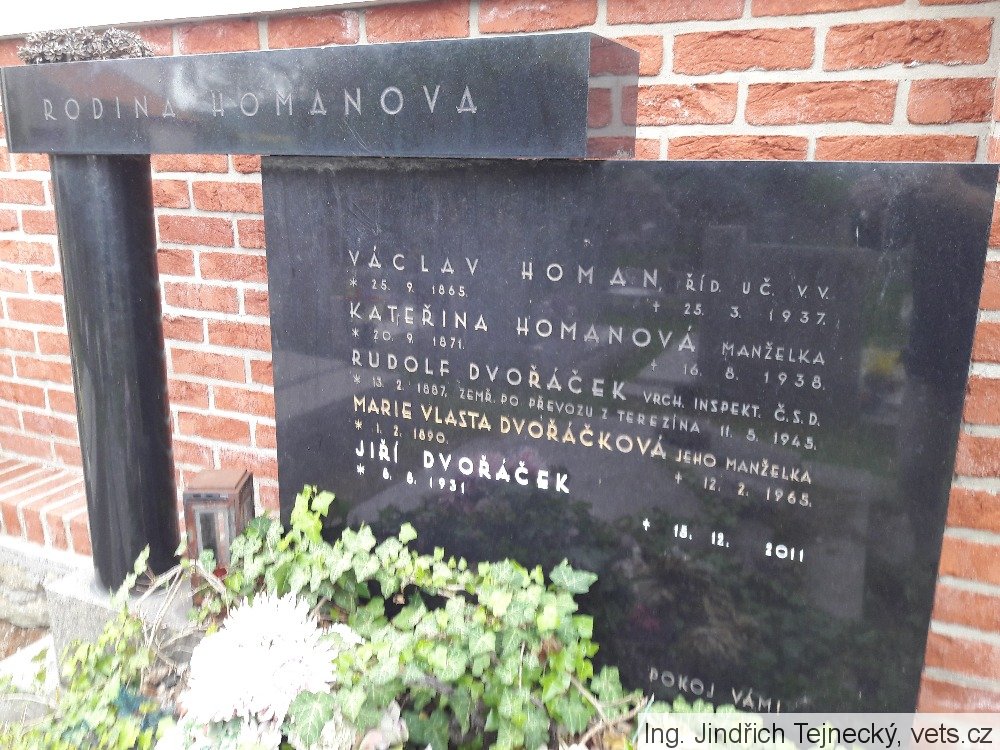 RODINA HOMANOVA
VÁCLAV HOMAN, ŘÍD. UČ. V. V.
* 25. 9. 1865. † 25. 3. 1937.
KATEŘINA HOMANOVÁ MANŽELKA
* 20. 9. 1871. † 16. 8. 1938.
RUDOLF DVOŘÁČEK VRCH. INSPEKT. Č.S.D.
* 13. 2. 1887. ZEMŘ. PO PŘEVOZU Z TEREZÍNA 11. 5. 1945.
MARIE VLASTA DVOŘÁČKOVÁ JEHO MANŽELKA
* 1. 2. 1890. † 12. 2. 1965.
JIŘÍ DVOŘÁČEK
* 8. 8. 1931 † 15. 12. 2011
POKOJ VÁM!
Ing. Jindřich Tejnecký, vets.cz